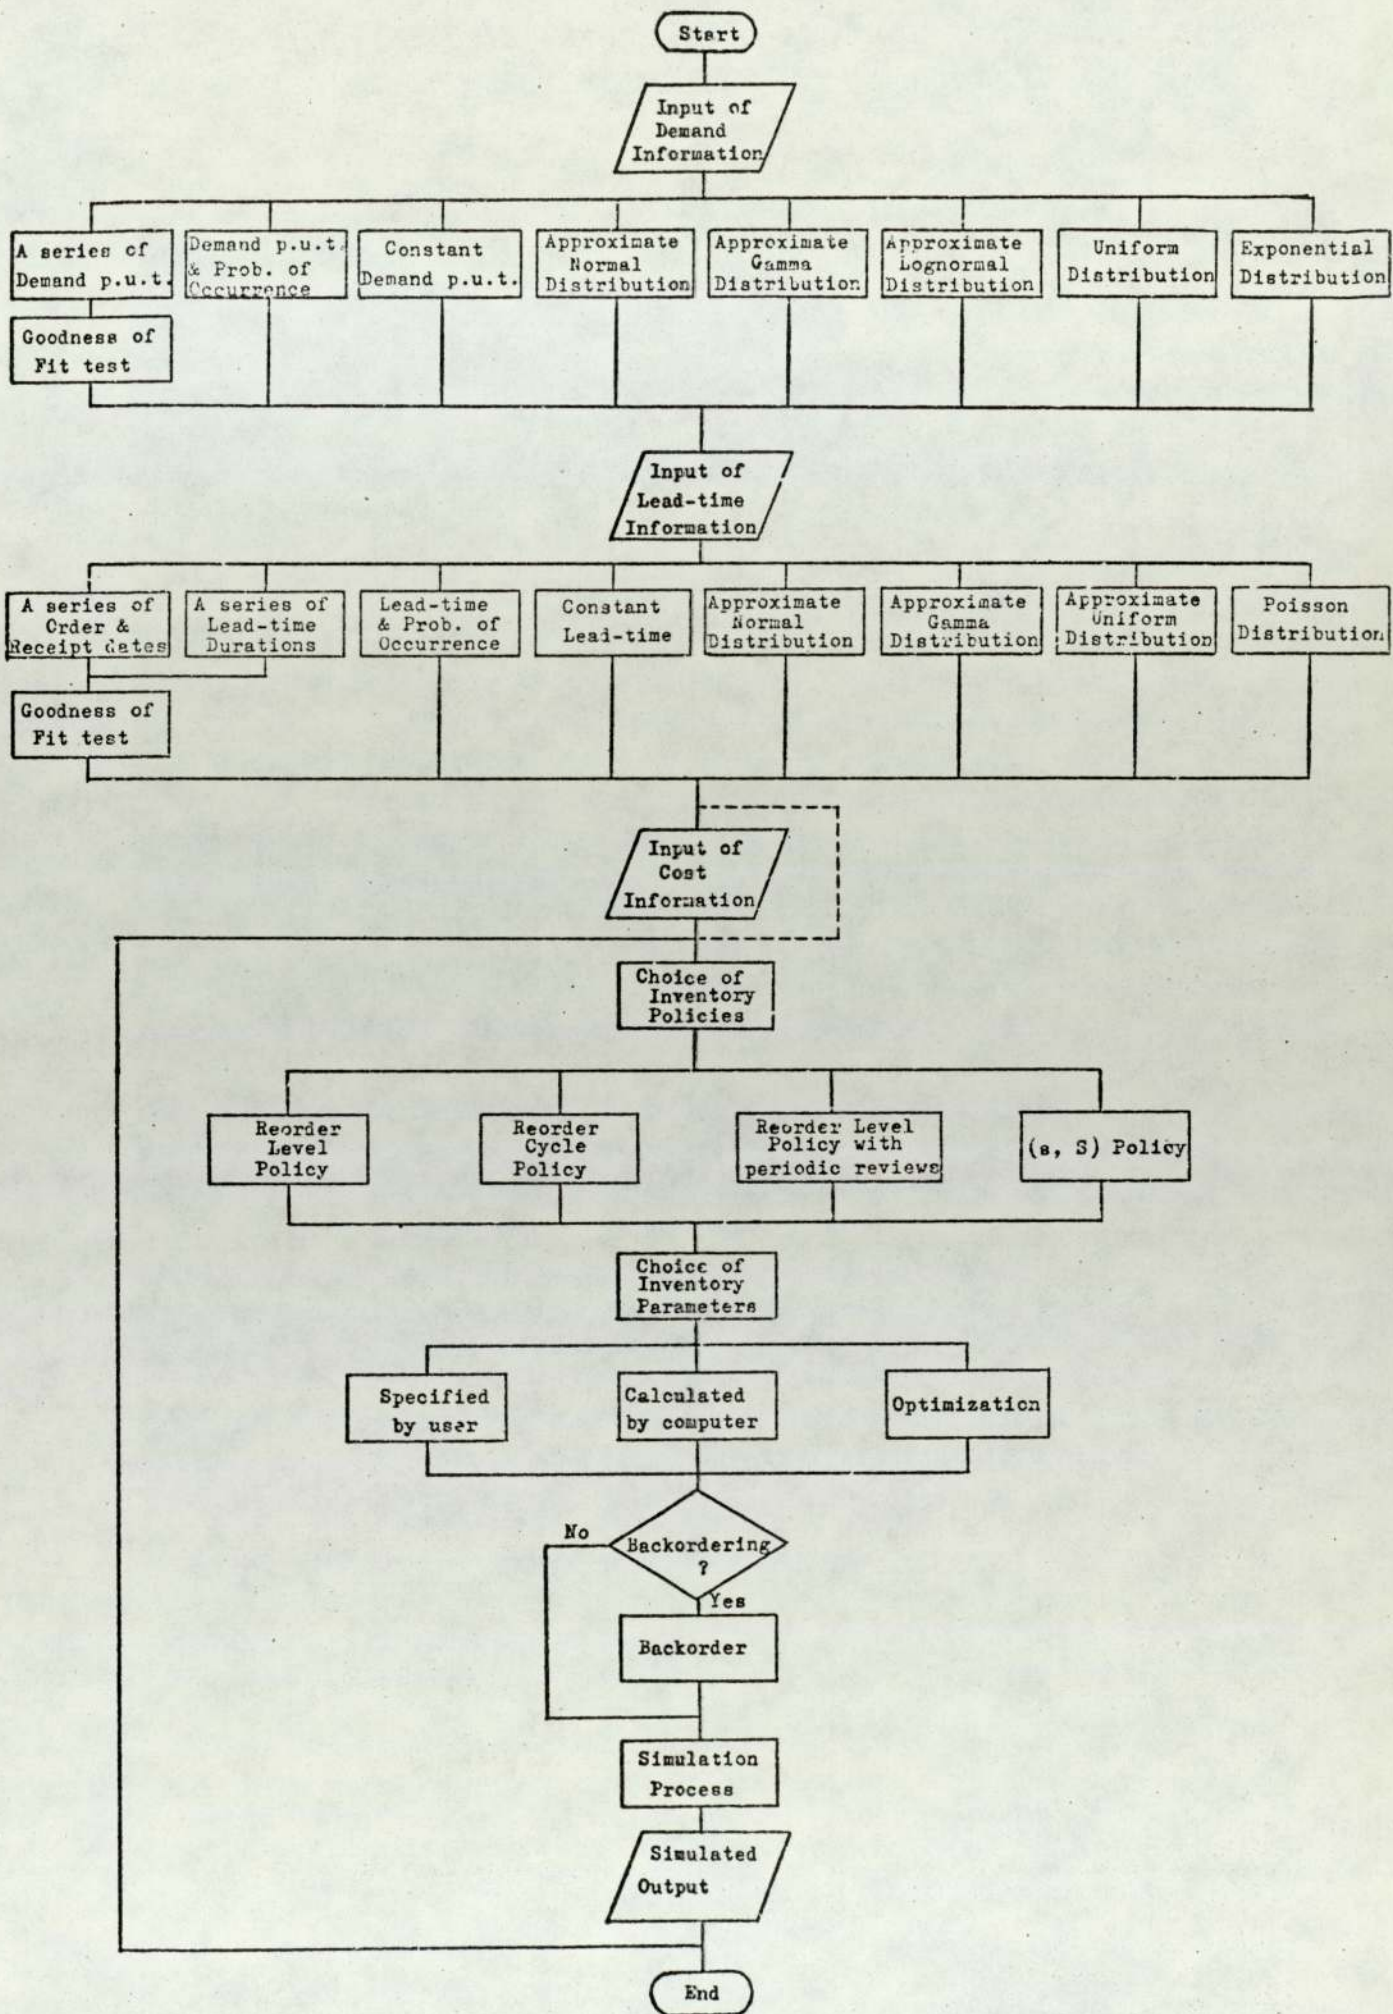 Start
Input of
Demand
Information
A series of
Demand p.u.t.
Demand p.u.t.
& Prob. of
Occurrence
Constant
Demand p.u.t.
Approximate
Normal
Distribution
Approximate
Gamma
Distribution
Approximate
Lognormal
Distribution
Uniform
Distribution
Exponential
Distribution
Goodness of
Fit test
Input of
Lead-time
Information
A series of
Order &
Receipt dates
A series of
Lead-time
Durations
Lead-time
& Prob. of
Occurrence
Constant
Lead-time
Approximate
Normal
Distribution
Approximate
Gamma
Distribution
Approximate
Uniform
Distribution
Poisson
Distribution
Goodness of
Fit test
Input of
Cost
Information
Choice of
Inventory
Policies
Reorder
Level
Policy
Reorder
Cycle
Policy
Reorder Level
Policy with
periodic reviews
(s, S) Policy
Choice of
Inventory
Parameters
Specified
by user
Calculated
by computer
Optimization
No
Backordering
?
Yes
Backorder
Simulation
Process
Simulated
Output
End